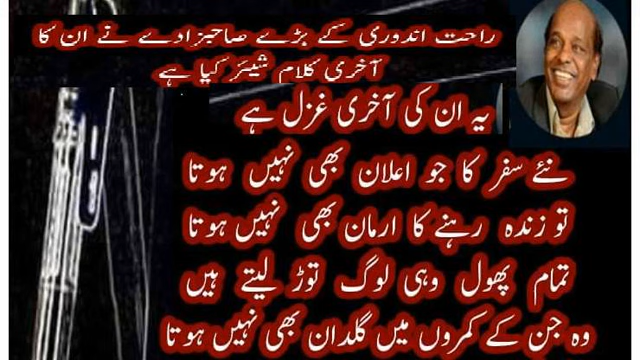 راحت اندوری کے بڑے صاحبزادے نے ان کا
آخری کلام شیئر کیا ہے
یہ ان کی آخری غزل ہے
نئے سفر کا جو اعلان بھی نہیں ہوتا
تو زندہ رہنے کا ارمان بھی نہیں ہوتا
تمام پھول وہی لوگ توڑ لیتے ہیں
وہ جن کے کمروں میں گلدان بھی نہیں ہوتا